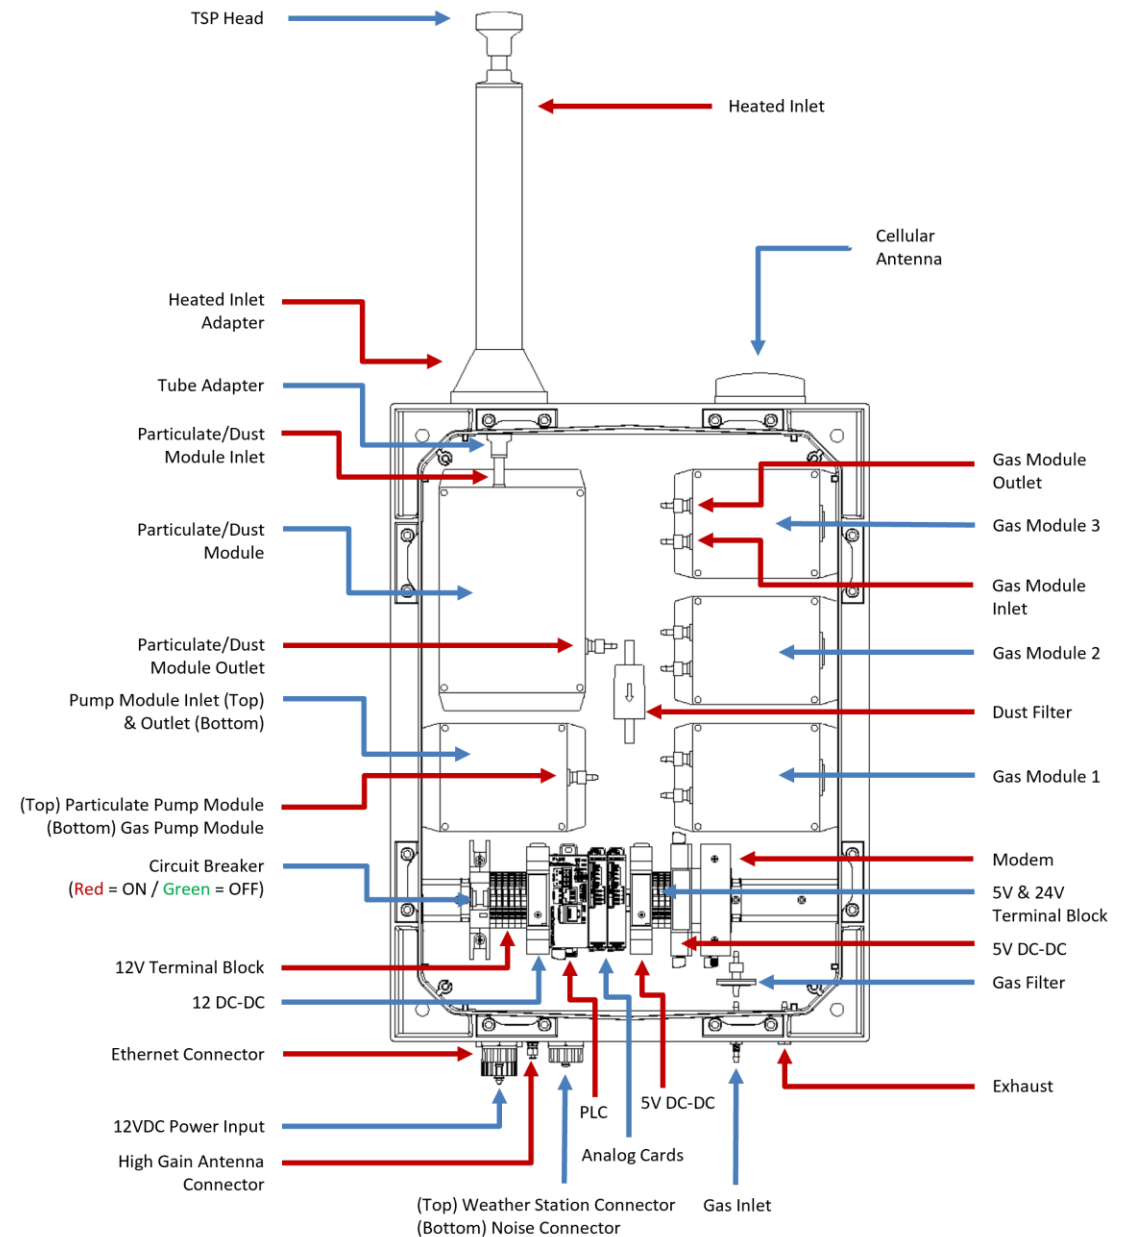 TSP Head
Heated Inlet
Cellular
Antenna
Heated Inlet
Adapter
Tube Adapter
Particulate/Dust
Module Inlet
Particulate/Dust
Module
Particulate/Dust
Module Outlet
Pump Module Inlet (Top)
& Outlet (Bottom)
(Top) Particulate Pump Module
(Bottom) Gas Pump Module
Circuit Breaker
(Red = ON / Green = OFF)
12V Terminal Block
12 DC-DC
Ethernet Connector
12VDC Power Input
High Gain Antenna
Connector
Gas Module
Outlet
Gas Module 3
Gas Module
Inlet
Gas Module 2
Dust Filter
Gas Module 1
Modem
5V & 24V
Terminal Block
5V DC-DC
Gas Filter
Exhaust
PLC
5V DC-DC
Analog Cards
(Top) Weather Station Connector
(Bottom) Noise Connector
Gas Inlet